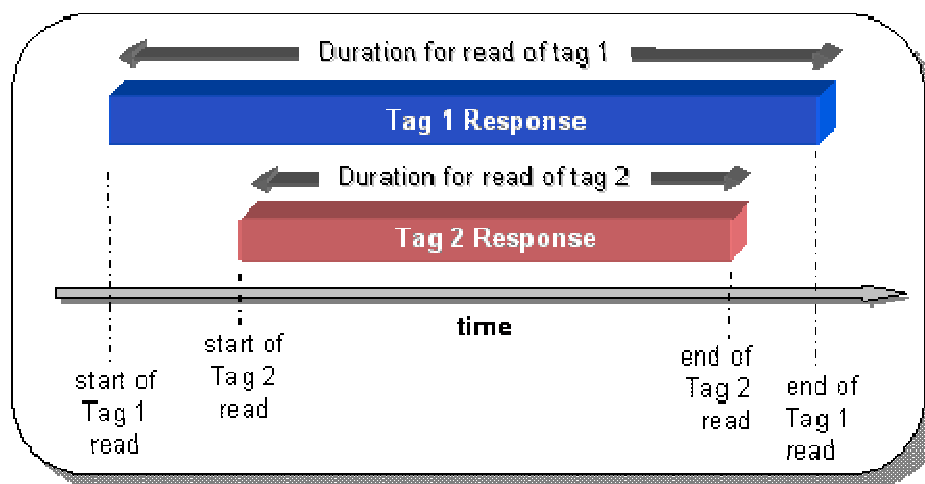 Duration for read of tag 1
Tag 1 Response
Duration for read of tag 2
Tag 2 Response
time
start of
Tag 1
read
start of
Tag 2
read
end of
Tag 2
read
end of
Tag 1
read